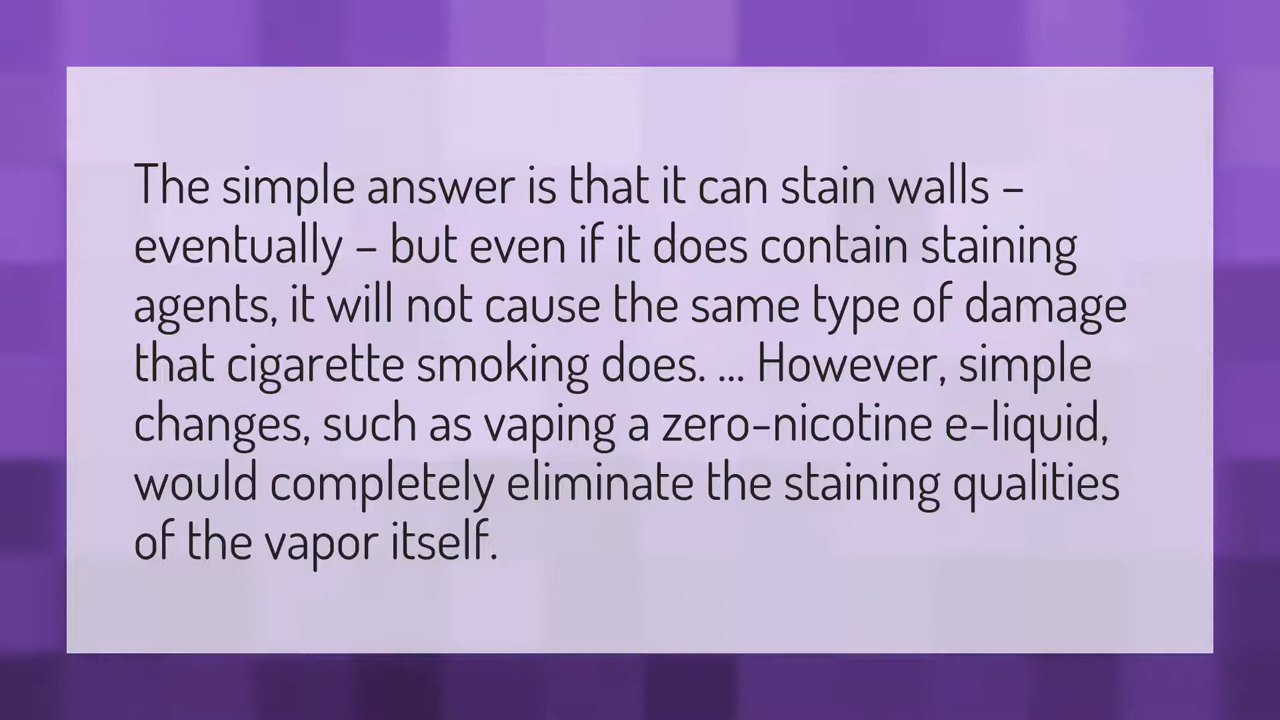 The simple answer is that it can stain walls –
eventually – but even if it does contain staining
agents, it will not cause the same type of damage
that cigarette smoking does. ... However, simple
changes, such as vaping a zero-nicotine e-liquid,
would completely eliminate the staining qualities
of the vapor itself.